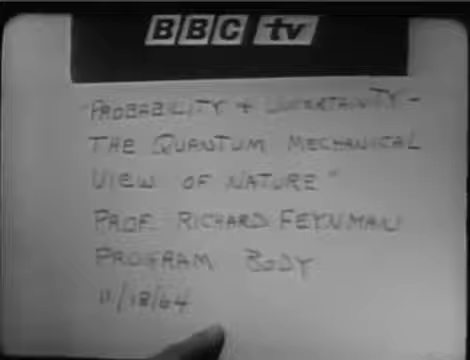 BBC tv
"PROBABILITY + UNCERTAINTY -
THE QUANTUM MECHANICAL
VIEW OF NATURE"
PROF. RICHARD FEYNMAN
PROGRAM BODY
11/18/64